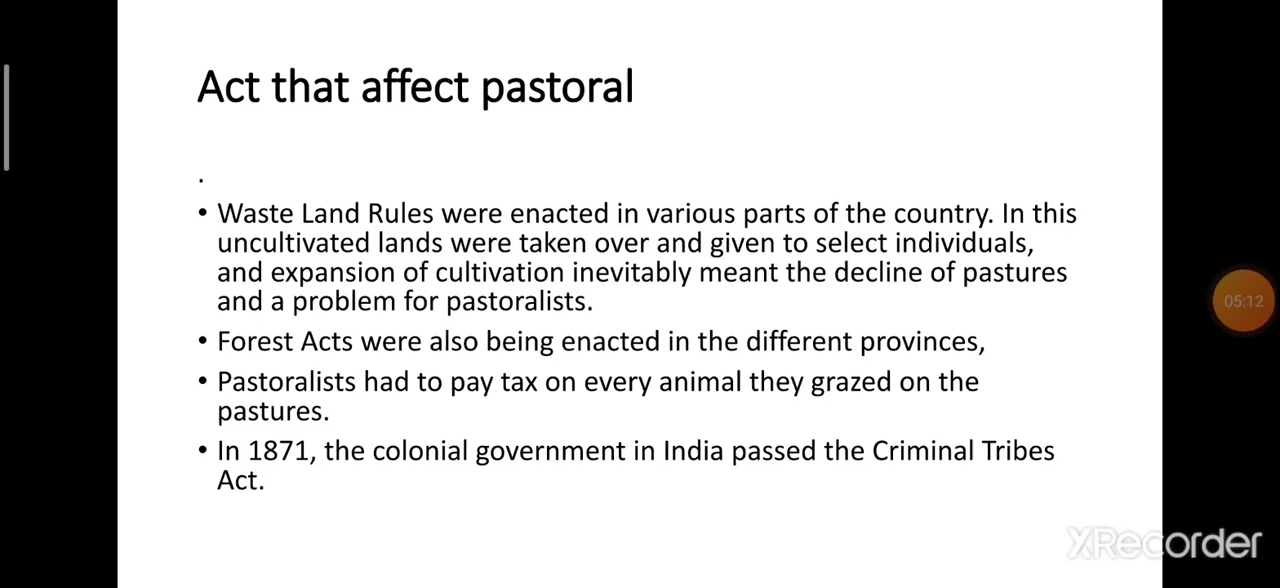 Act that affect pastoral
.
• Waste Land Rules were enacted in various parts of the country. In this
uncultivated lands were taken over and given to select individuals,
and expansion of cultivation inevitably meant the decline of pastures
and a problem for pastoralists.
• Forest Acts were also being enacted in the different provinces,
• Pastoralists had to pay tax on every animal they grazed on the
pastures.
• In 1871, the colonial government in India passed the Criminal Tribes
Act.
05:12
XRecorder